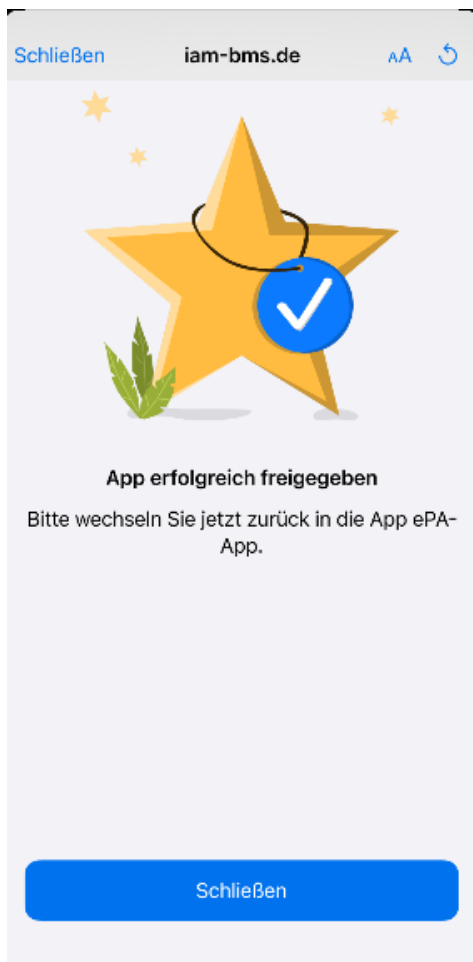 Schließen iam-bms.de AA
App erfolgreich freigegeben
Bitte wechseln Sie jetzt zurück in die App ePA-
App.
Schließen